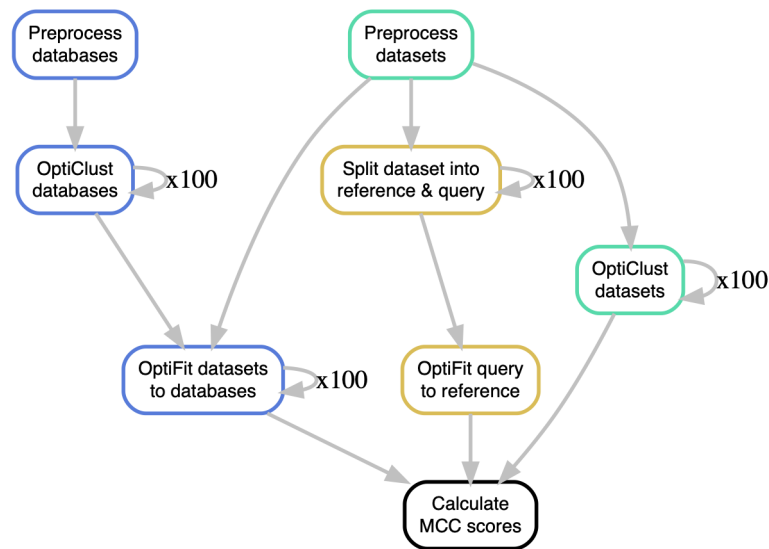 Preprocess
databases
Preprocess
datasets
OptiClust
databases
x100
Split dataset into
reference & query
x100
OptiClust
datasets
x100
OptiFit datasets
to databases
x100
OptiFit query
to reference
Calculate
MCC scores